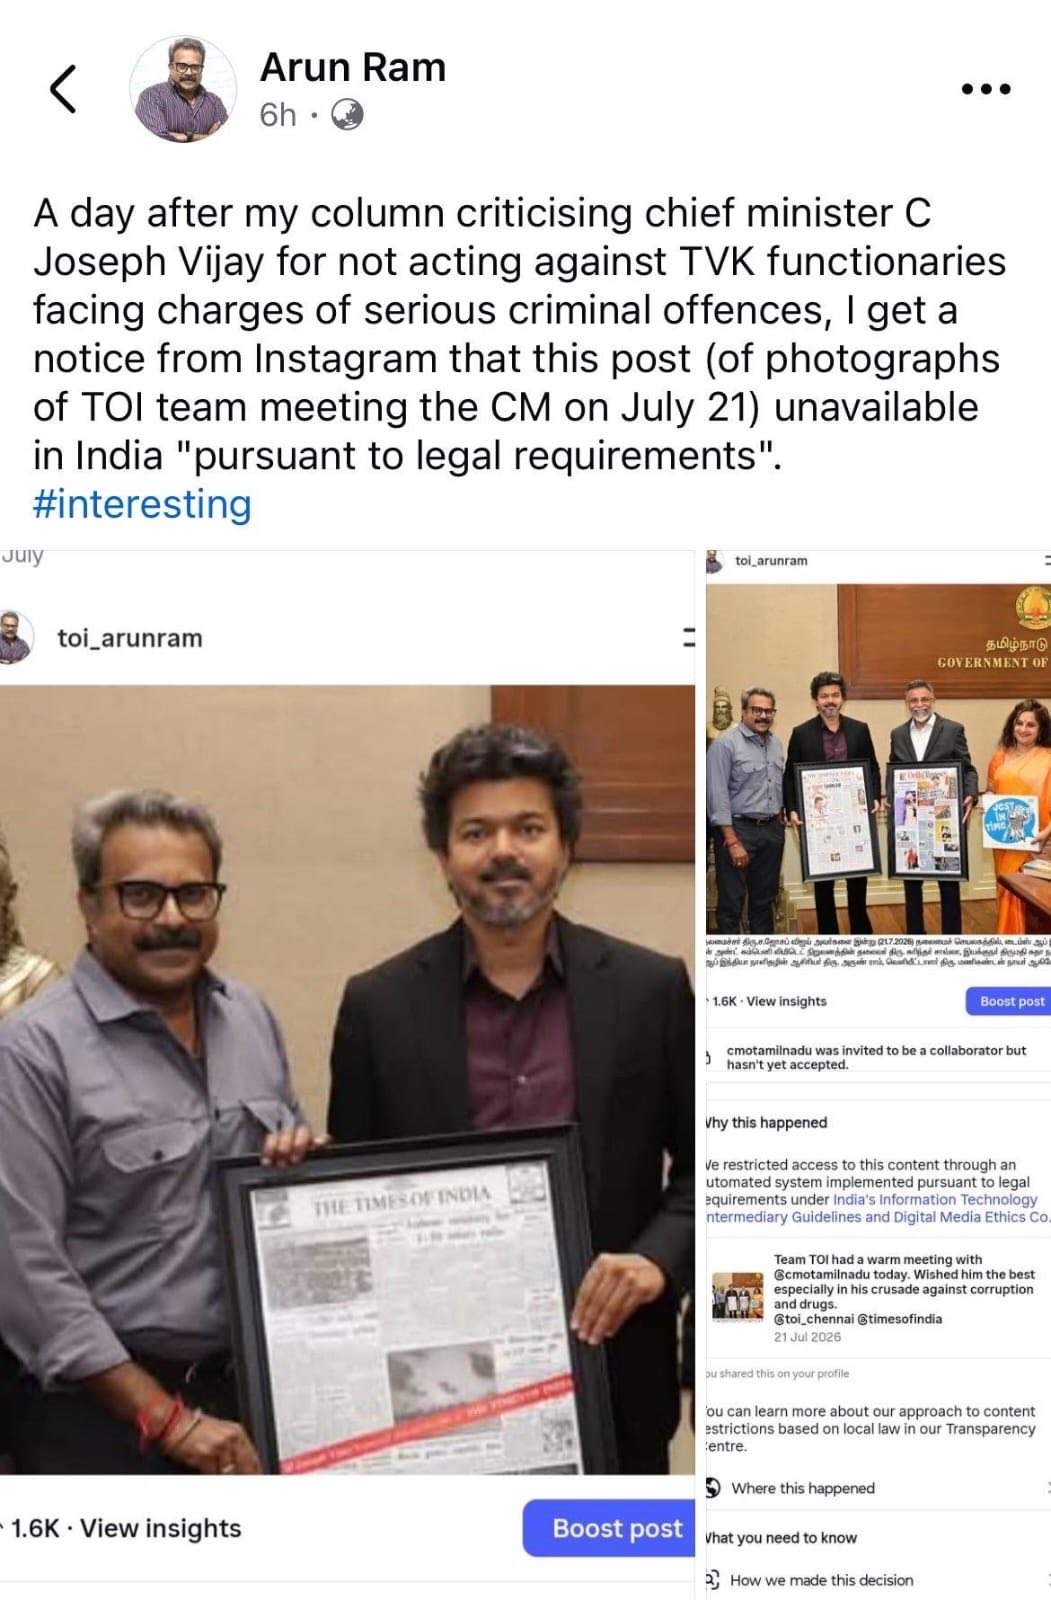 Arun Ram
6h ·
A day after my column criticising chief minister C
Joseph Vijay for not acting against TVK functionaries
facing charges of serious criminal offences, I get a
notice from Instagram that this post (of photographs
of TOI team meeting the CM on July 21) unavailable
in India "pursuant to legal requirements".
#interesting
July
toi_arunram
THE TIMES OF INDIA
1.6K · View insights
Boost post
toi_arunram
தமிழ்நாடு
GOVERNMENT OF
JEST
IN
TIME
1.6K · View insights
Boost post
cmotamilnadu was invited to be a collaborator but
hasn't yet accepted.
Why this happened
We restricted access to this content through an
utomated system implemented pursuant to legal
equirements under India's Information Technology
ntermediary Guidelines and Digital Media Ethics Co.
Team TOI had a warm meeting with
@cmotamilnadu today. Wished him the best
especially in his crusade against corruption
and drugs.
@toi_chennai @timesofindia
21 Jul 2026
ou shared this on your profile
ou can learn more about our approach to content
estrictions based on local law in our Transparency
entre.
Where this happened
What you need to know
How we made this decision